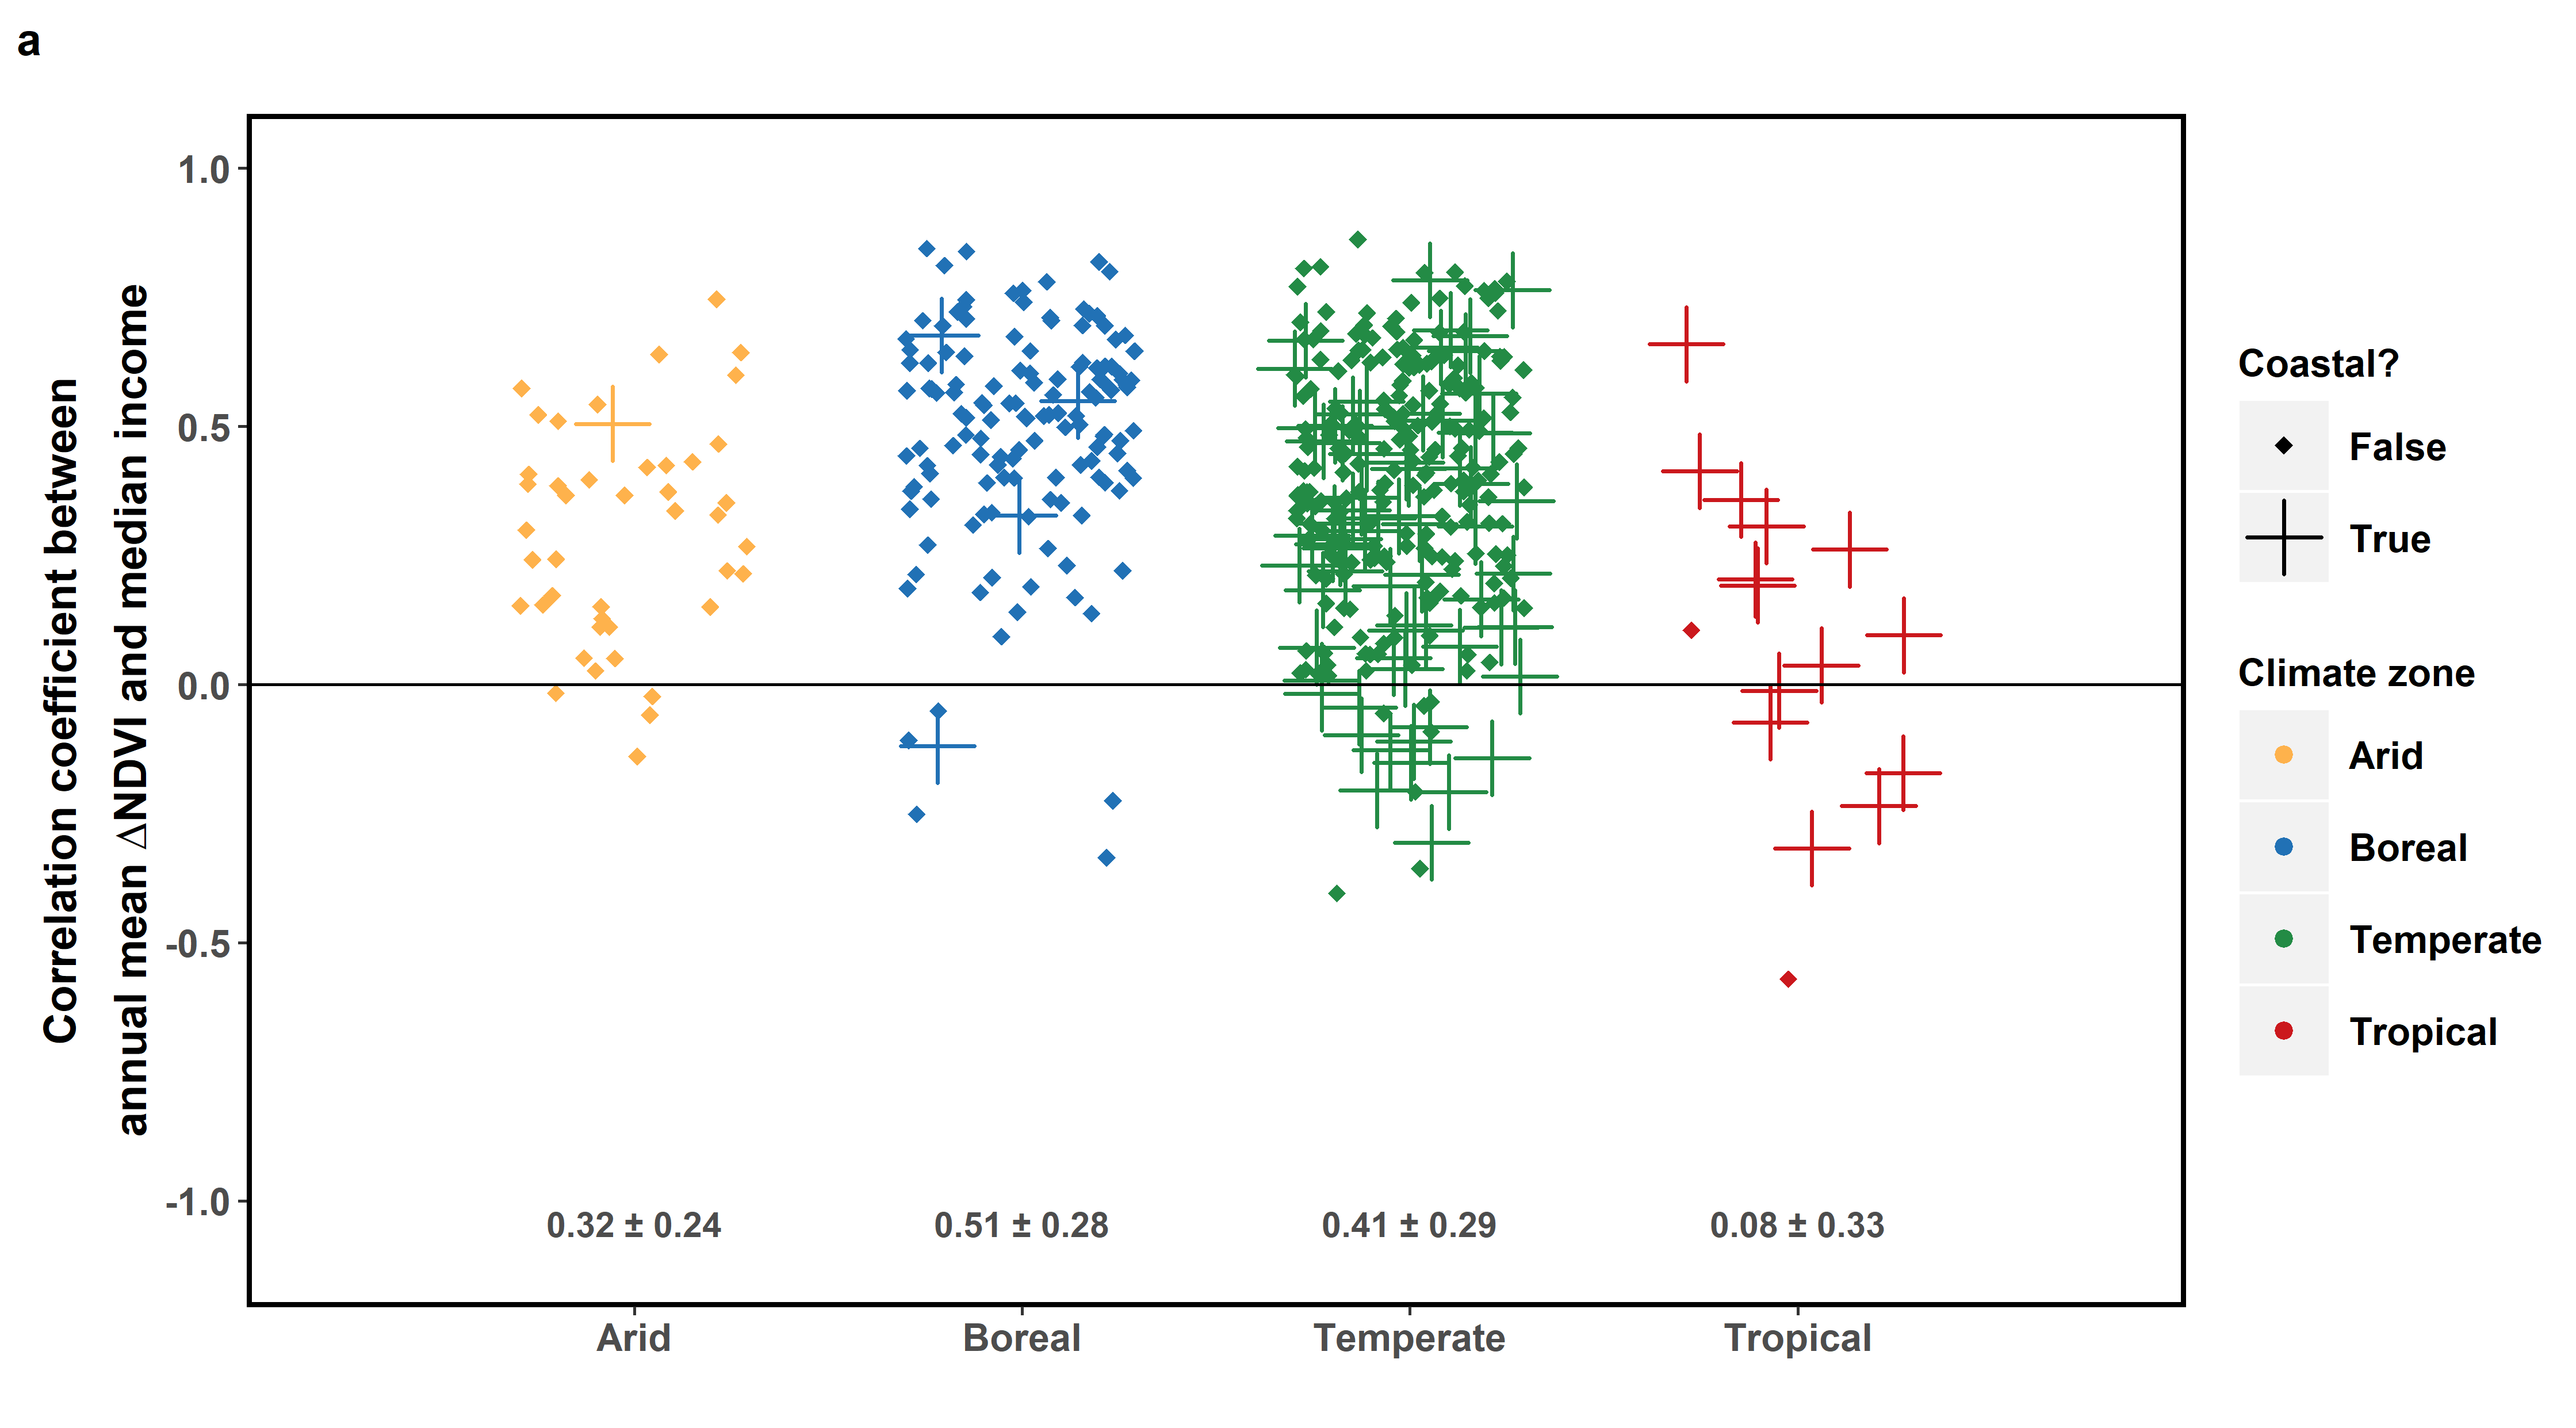 a
Correlation coefficient between
annual mean ΔNDVI and median income
1.0
0.5
0.0
-0.5
-1.0
0.32 ± 0.24
0.51 ± 0.28
0.41 ± 0.29
0.08 ± 0.33
Arid
Boreal
Temperate
Tropical
Coastal?
False
True
Climate zone
Arid
Boreal
Temperate
Tropical